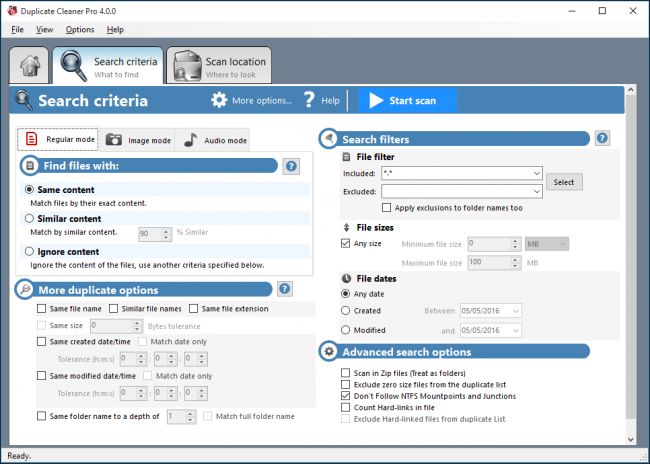 Duplicate Cleaner Pro 4.0.0
File View Options Help
Search criteria
What to find
Scan location
Where to look
Search criteria
More options...
? Help
Start scan
Regular mode
Image mode
Audio mode
Find files with:
?
Same content
Match files by their exact content.
Similar content
Match by similar content. 90 % Similar
Ignore content
Ignore the content of the files, use another criteria specified below.
More duplicate options
?
Same file name Similar file names Same file extension
Same size 0 Bytes tolerance
Same created date/time Match date only
Tolerance (h:m:s) 0 : 0 : 0
Same modified date/time Match date only
Tolerance (h:m:s) 0 : 0 : 0
Same folder name to a depth of 1 Match full folder name
Search filters
?
File filter
Included: *.*
Excluded:
Select
Apply exclusions to folder names too
File sizes
Any size Minimum file size 0 MB
Maximum file size 100 MB
File dates
Any date
Created Between 05/05/2016
Modified and 05/05/2016
Advanced search options
Scan in Zip files (Treat as folders)
Exclude zero size files from the duplicate list
Don't Follow NTFS Mountpoints and Junctions
Count Hard-links in file
Exclude Hard-linked files from duplicate List
Ready.